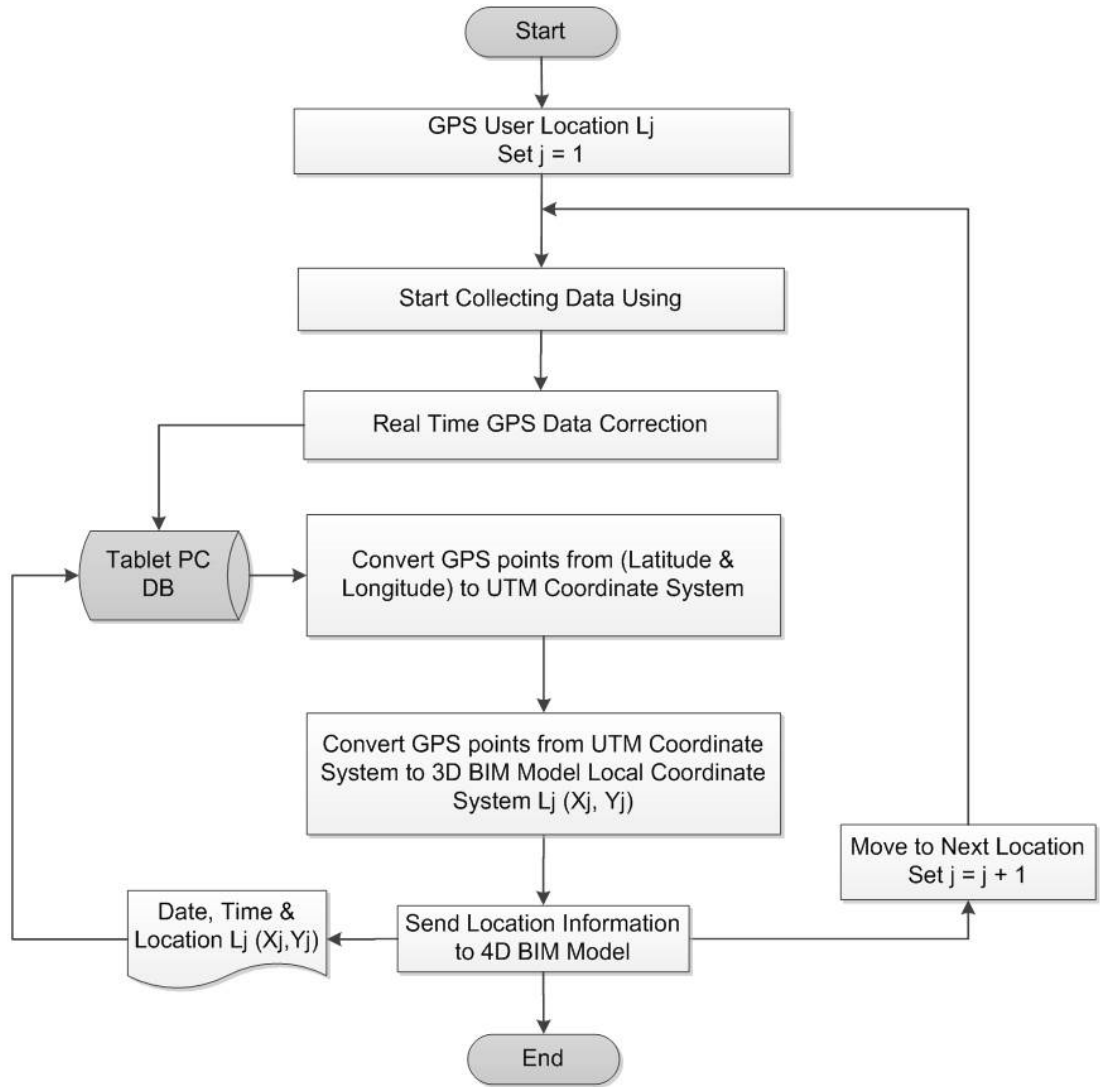 Start
GPS User Location Lj
Set j = 1
Start Collecting Data Using
Real Time GPS Data Correction
Tablet PC
DB
Convert GPS points from (Latitude &
Longitude) to UTM Coordinate System
Convert GPS points from UTM Coordinate
System to 3D BIM Model Local Coordinate
System Lj (Xj, Yj)
Move to Next Location
Set j = j + 1
Date, Time &
Location Lj (Xj,Yj)
Send Location Information
to 4D BIM Model
End